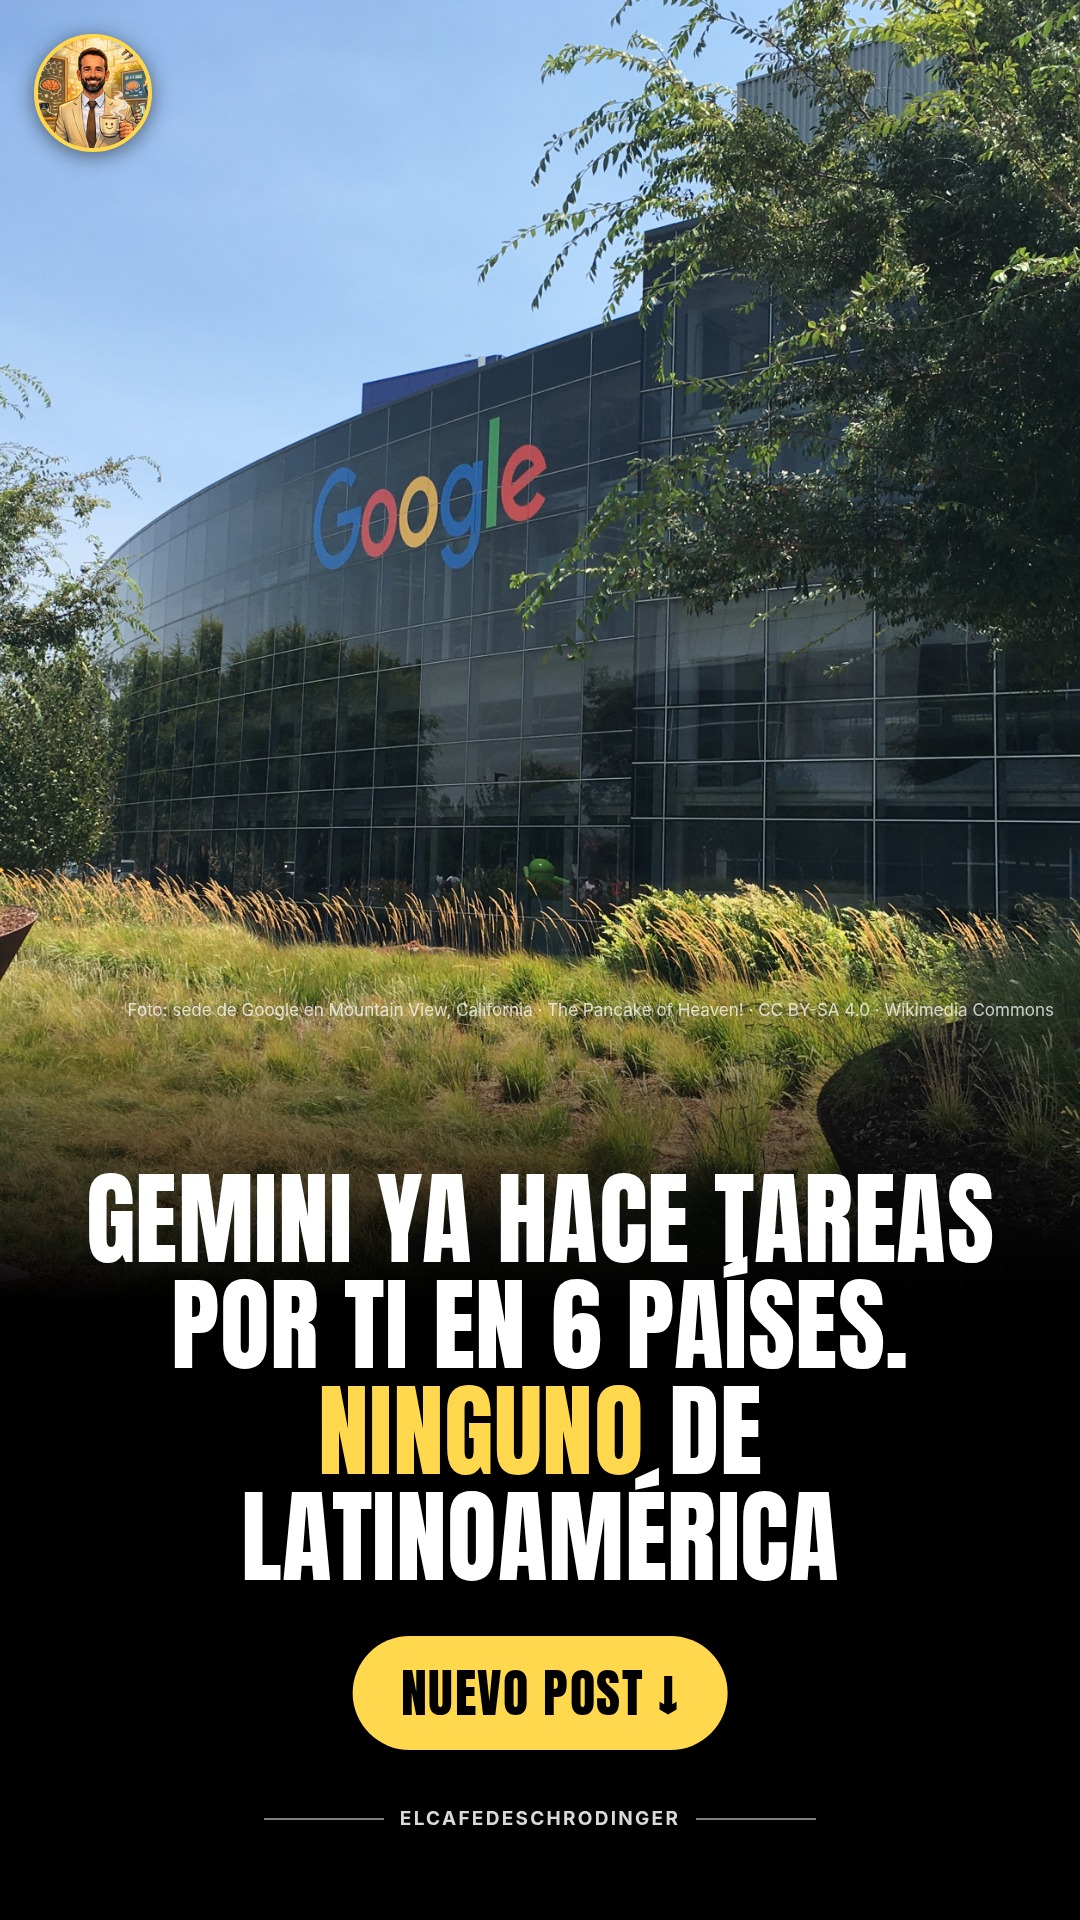 Google
Foto: sede de Google en Mountain View, California · The Pancake of Heaven! · CC BY-SA 4.0 · Wikimedia Commons
GEMINI YA HACE TAREAS
POR TI EN 6 PAÍSES.
NINGUNO DE
LATINOAMÉRICA
NUEVO POST ↓
ELCAFEDESCHRODINGER